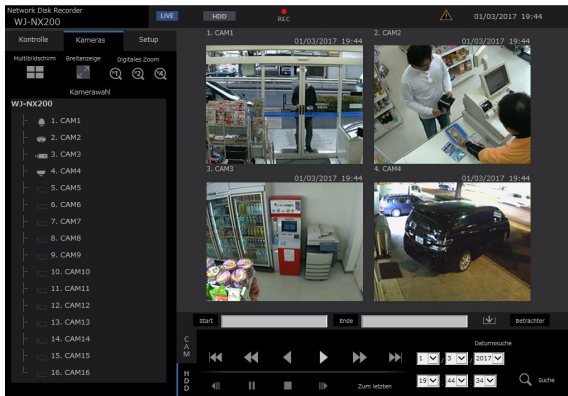 Network Disk Recorder
WJ-NX200
LIVE
HDD
REC
01/03/2017 19:44
Kontrolle
Kameras
Setup
Multibildschirm
Breitanzeige
Digitales Zoom
x1
x2
x4
Kamerawahl
WJ-NX200
1. CAM1
2. CAM2
3. CAM3
4. CAM4
5. CAM5
6. CAM6
7. CAM7
8. CAM8
9. CAM9
10. CAM10
11. CAM11
12. CAM12
13. CAM13
14. CAM14
15. CAM15
16. CAM16
1. CAM1
01/03/2017 19:44
2. CAM2
01/03/2017 19:44
3. CAM3
01/03/2017 19:44
4. CAM4
01/03/2017 19:44
Start
Ende
Betrachter
CAM
HDD
Zum letzten
Datumssuche
1 / 3 / 2017
19 : 44 : 34
Suche